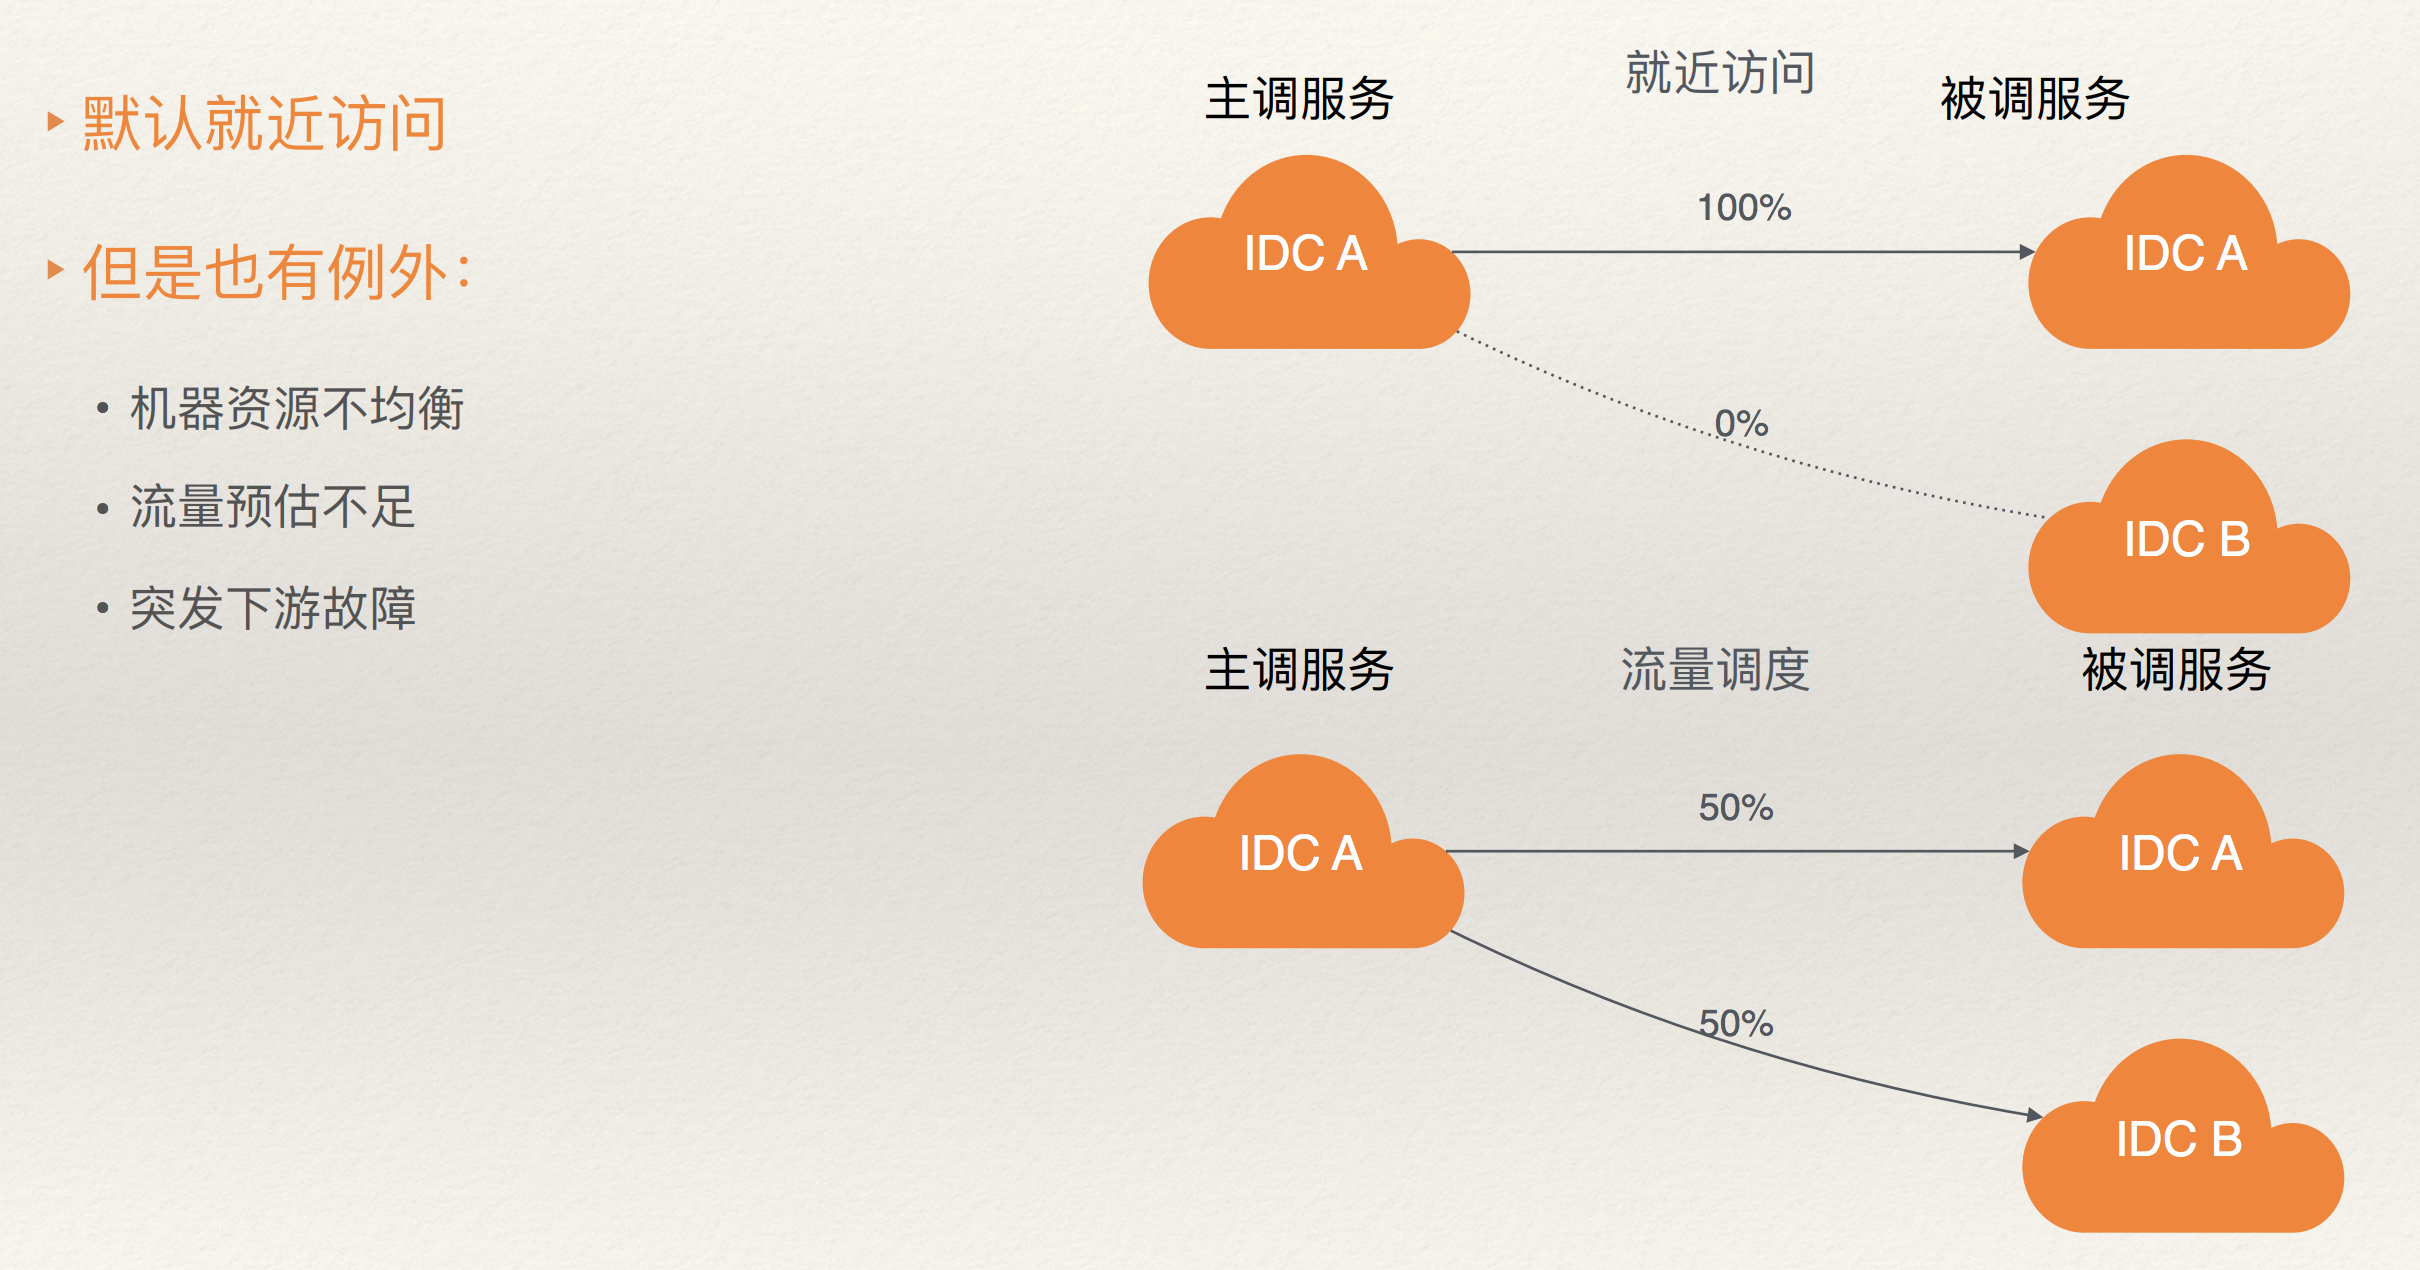 默认就近访问
但是也有例外：
机器资源不均衡
流量预估不足
突发下游故障
就近访问
主调服务
被调服务
100%
IDC A
IDC A
0%
IDC B
主调服务
流量调度
被调服务
50%
IDC A
IDC A
50%
IDC B